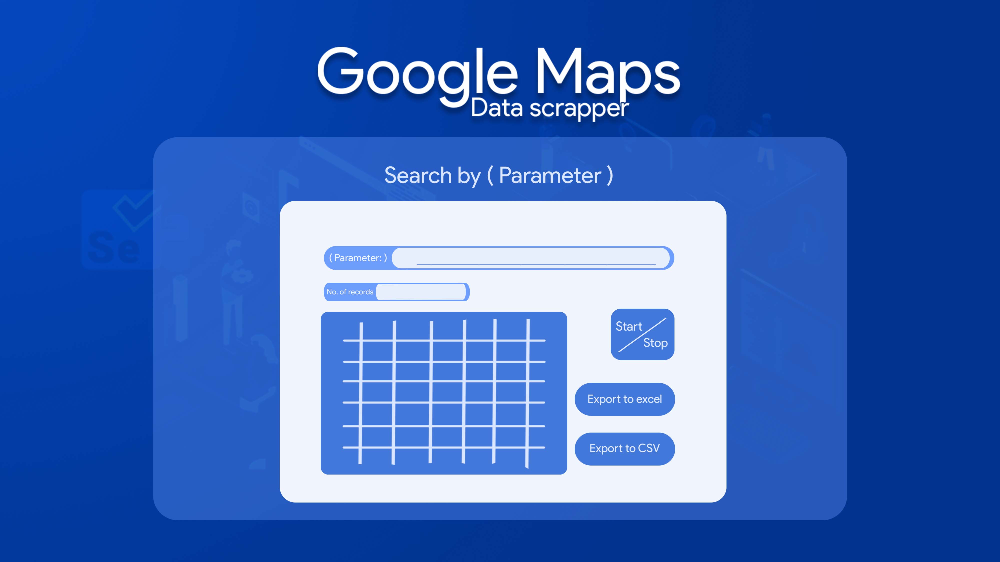 Google Maps
Data scrapper
Search by ( Parameter )
Se
( Parameter: )
No. of records
Start
Stop
Export to excel
Export to CSV